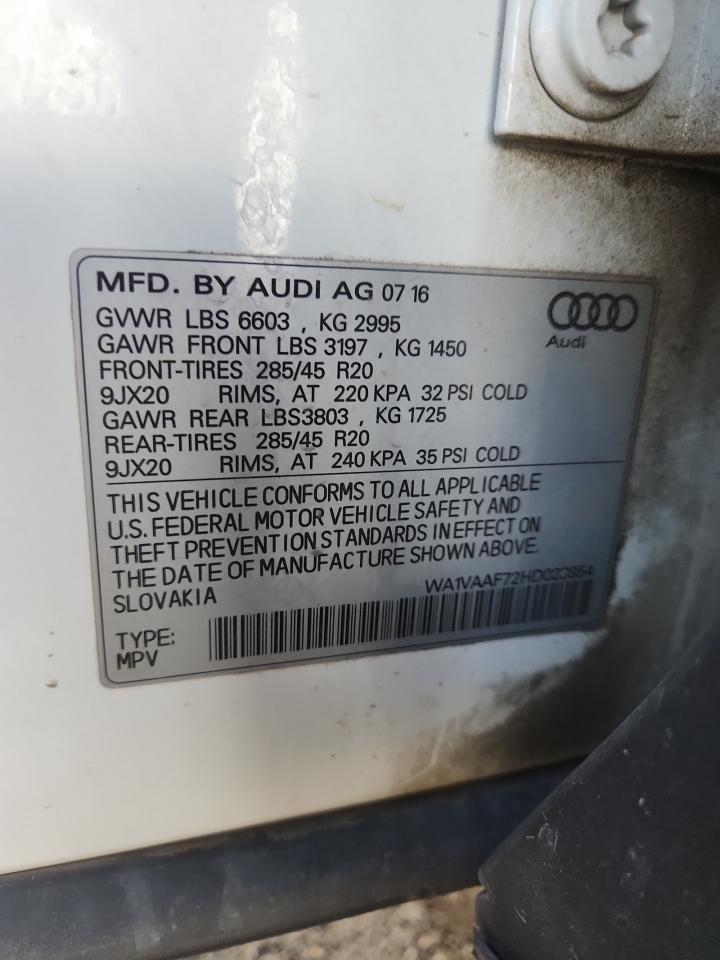 MFD. BY AUDI AG 07 16
GVWR LBS 6603 , KG 2995
GAWR FRONT LBS 3197 , KG 1450
FRONT-TIRES 285/45 R20
9JX20 RIMS, AT 220 KPA 32 PSI COLD
GAWR REAR LBS3803 , KG 1725
REAR-TIRES 285/45 R20
9JX20 RIMS, AT 240 KPA 35 PSI COLD
Audi
THIS VEHICLE CONFORMS TO ALL APPLICABLE
U.S. FEDERAL MOTOR VEHICLE SAFETY AND
THEFT PREVENTION STANDARDS IN EFFECT ON
THE DATE OF MANUFACTURE SHOWN ABOVE.
SLOVAKIA
TYPE:
MPV